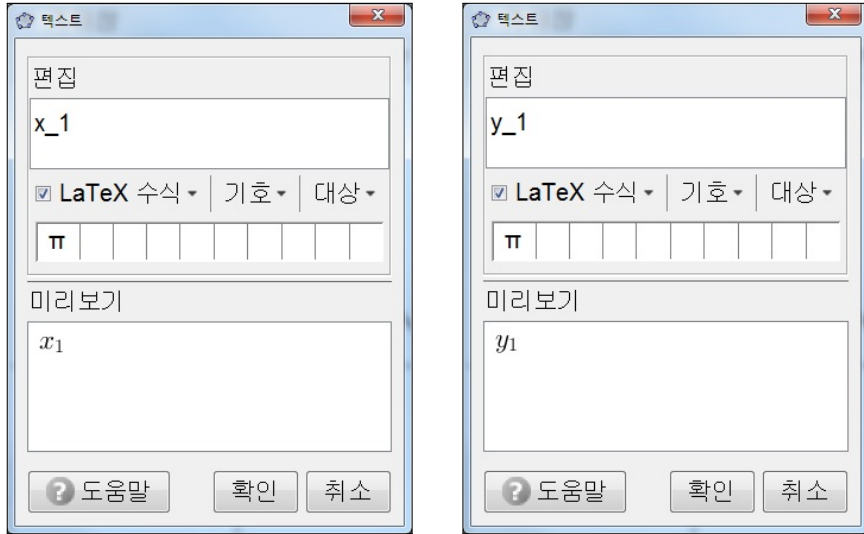 텍스트
편집
x_1
LaTeX 수식 기호 대상
π
미리보기
x₁
도움말 확인 취소
텍스트
편집
y_1
LaTeX 수식 기호 대상
π
미리보기
y₁
도움말 확인 취소